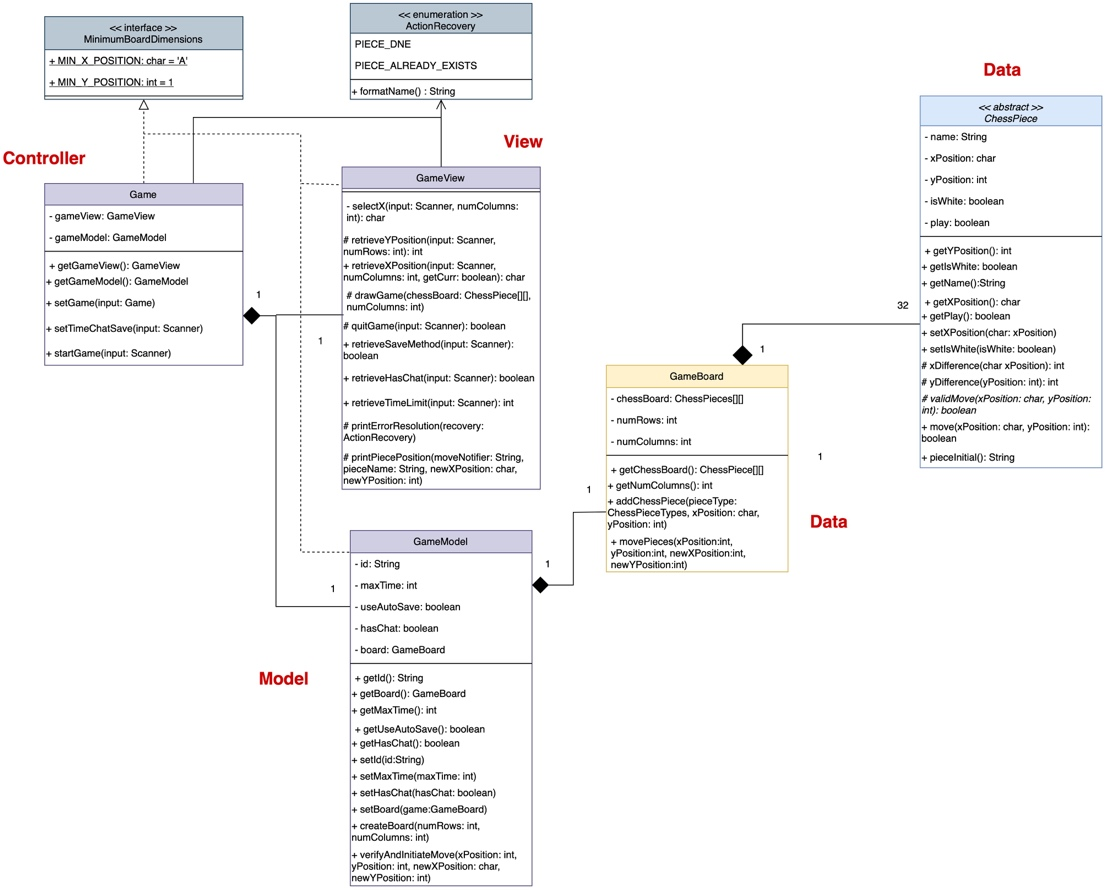 << interface >>
MinimumBoardDimensions
+ MIN_X_POSITION: char = 'A'
+ MIN_Y_POSITION: int = 1
<< enumeration >>
ActionRecovery
PIECE_DNE
PIECE_ALREADY_EXISTS
+ formatName() : String
Data
<< abstract >>
ChessPiece
- name: String
- xPosition: char
- yPosition: int
- isWhite: boolean
- play: boolean
+ getYPosition(): int
+ getIsWhite: boolean
+ getName():String
+ getXPosition(): char
+ getPlay(): boolean
+ setXPosition(char: xPosition)
+ setIsWhite(isWhite: boolean)
# xDifference(char xPosition): int
# yDifference(yPosition: int): int
# validMove(xPosition: char, yPosition:
int): boolean
+ move(xPosition: char, yPosition: int):
boolean
+ pieceInitial(): String
Controller
Game
- gameView: GameView
- gameModel: GameModel
+ getGameView(): GameView
+ getGameModel(): GameModel
+ setGame(input: Game)
+ setTimeChatSave(input: Scanner)
+ startGame(input: Scanner)
View
GameView
- selectX(input: Scanner, numColumns:
int): char
# retrieveYPosition(input: Scanner,
numRows: int): int
+ retrieveXPosition(input: Scanner,
numColumns: int, getCurr: boolean): char
# drawGame(chessBoard: ChessPiece[][],
numColumns: int)
# quitGame(input: Scanner): boolean
+ retrieveSaveMethod(input: Scanner):
boolean
+ retrieveHasChat(input: Scanner): boolean
+ retrieveTimeLimit(input: Scanner): int
# printErrorResolution(recovery:
ActionRecovery)
# printPiecePosition(moveNotifier: String,
pieceName: String, newXPosition: char,
newYPosition: int)
1
1
1
32
1
1
GameBoard
- chessBoard: ChessPieces[][]
- numRows: int
- numColumns: int
+ getChessBoard(): ChessPiece[][]
+ getNumColumns(): int
+ addChessPiece(pieceType:
ChessPieceTypes, xPosition: char,
yPosition: int)
+ movePieces(xPosition:int,
yPosition:int, newXPosition:int,
newYPosition:int)
1
Data
1
1
GameModel
- id: String
- maxTime: int
- useAutoSave: boolean
- hasChat: boolean
- board: GameBoard
+ getId(): String
+ getBoard(): GameBoard
+ getMaxTime(): int
+ getUseAutoSave(): boolean
+ getHasChat(): boolean
+ setId(id:String)
+ setMaxTime(maxTime: int)
+ setHasChat(hasChat: boolean)
+ setBoard(game:GameBoard)
+ createBoard(numRows: int,
numColumns: int)
+ verifyAndInitiateMove(xPosition: int,
yPosition: int, newXPosition: char,
newYPosition: int)
Model